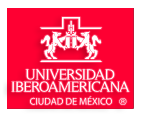 UNIVERSIDAD
IBEROAMERICANA
CIUDAD DE MÉXICO ®